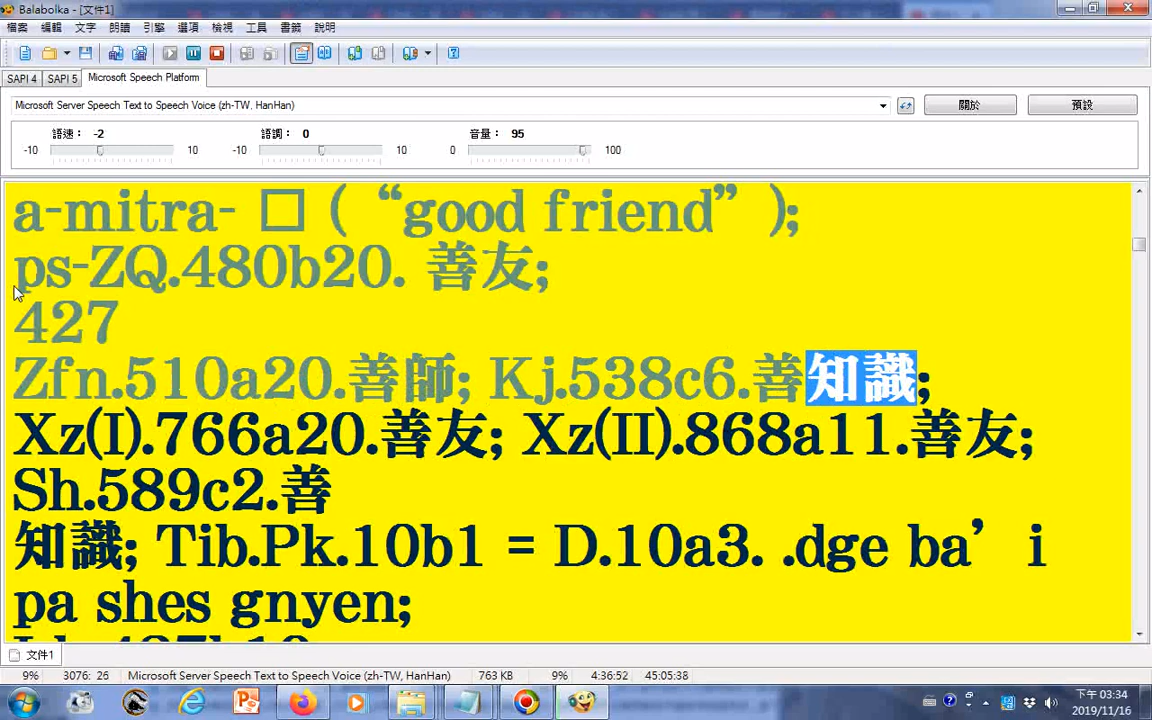 Balabolka - [文件1]
檔案 編輯 文字 朗讀 引擎 選項 檢視 工具 書籤 說明
SAPI 4 SAPI 5 Microsoft Speech Platform
Microsoft Server Speech Text to Speech Voice (zh-TW, HanHan) 關於 預設
語速： -2 語調： 0 音量： 95
-10 10 -10 10 0 100
a-mitra- □ (“good friend”);
ps-ZQ.480b20. 善友;
427
Zfn.510a20.善師; Kj.538c6.善知識;
Xz(I).766a20.善友; Xz(II).868a11.善友;
Sh.589c2.善
知識; Tib.Pk.10b1 = D.10a3. .dge ba’i
pa shes gnyen;
文件1
9% 3076: 26 Microsoft Server Speech Text to Speech Voice (zh-TW, HanHan) 763 KB 9% 4:36:52 45:05:38
下午 03:34
2019/11/16